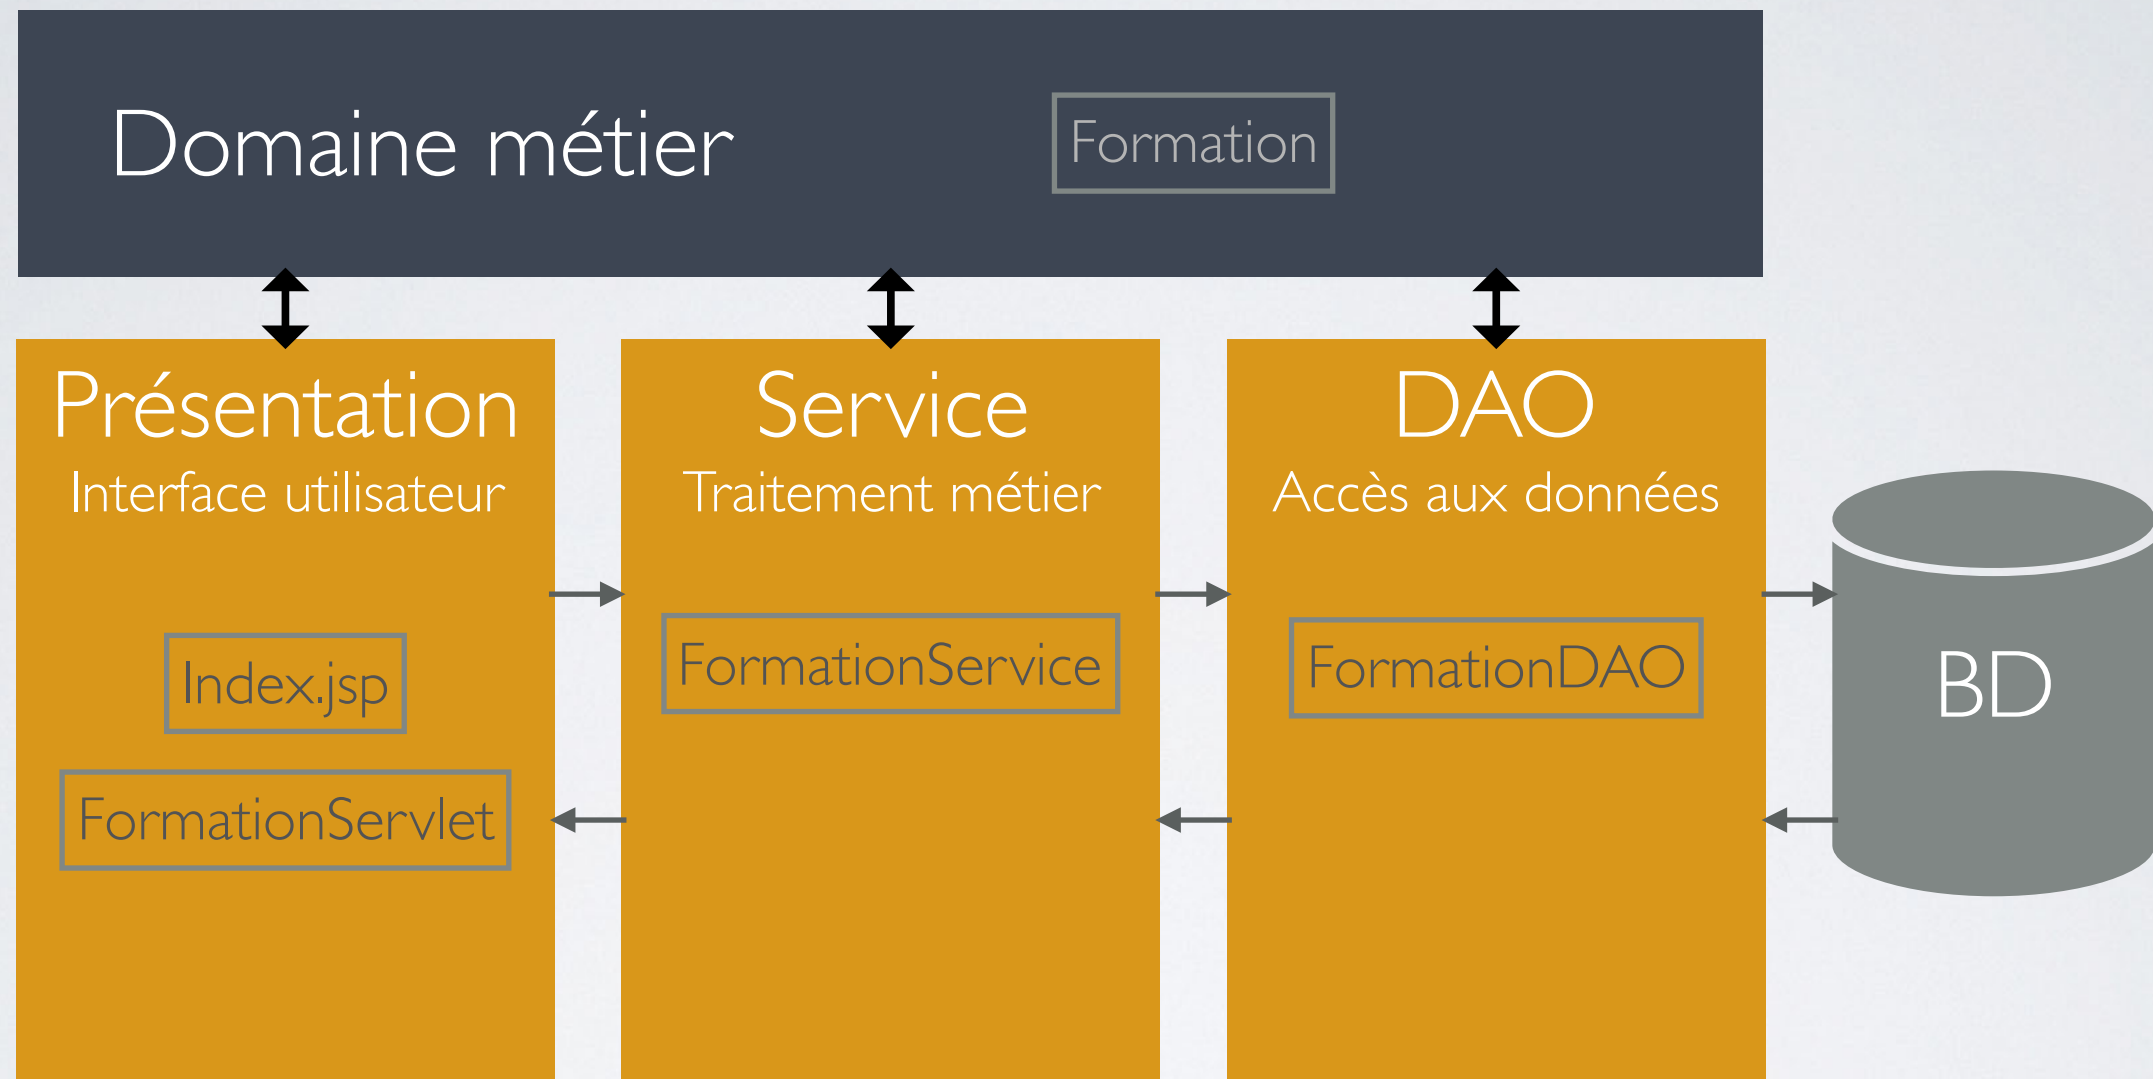 Domaine métier
Formation
Présentation
Interface utilisateur
Index.jsp
FormationServlet
Service
Traitement métier
FormationService
DAO
Accès aux données
FormationDAO
BD